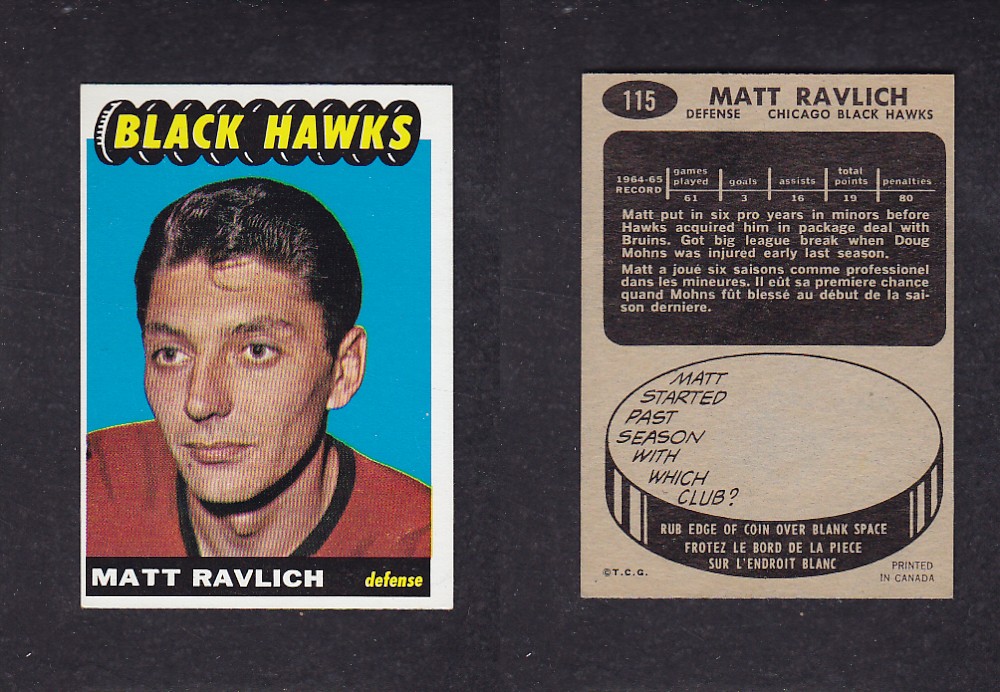 BLACK HAWKS
MATT RAVLICH defense
115 MATT RAVLICH
DEFENSE CHICAGO BLACK HAWKS
1964-65 RECORD games played goals assists total points penalties
61 3 16 19 80
Matt put in six pro years in minors before
Hawks acquired him in package deal with
Bruins. Got big league break when Doug
Mohns was injured early last season.
Matt a joué six saisons comme professionel
dans les mineures. Il eût sa premiere chance
quand Mohns fût blessé au début de la sai-
son derniere.
MATT
STARTED
PAST
SEASON
WITH
WHICH
CLUB?
RUB EDGE OF COIN OVER BLANK SPACE
FROTEZ LE BORD DE LA PIECE
SUR L'ENDROIT BLANC
©T.C.G.
PRINTED
IN CANADA